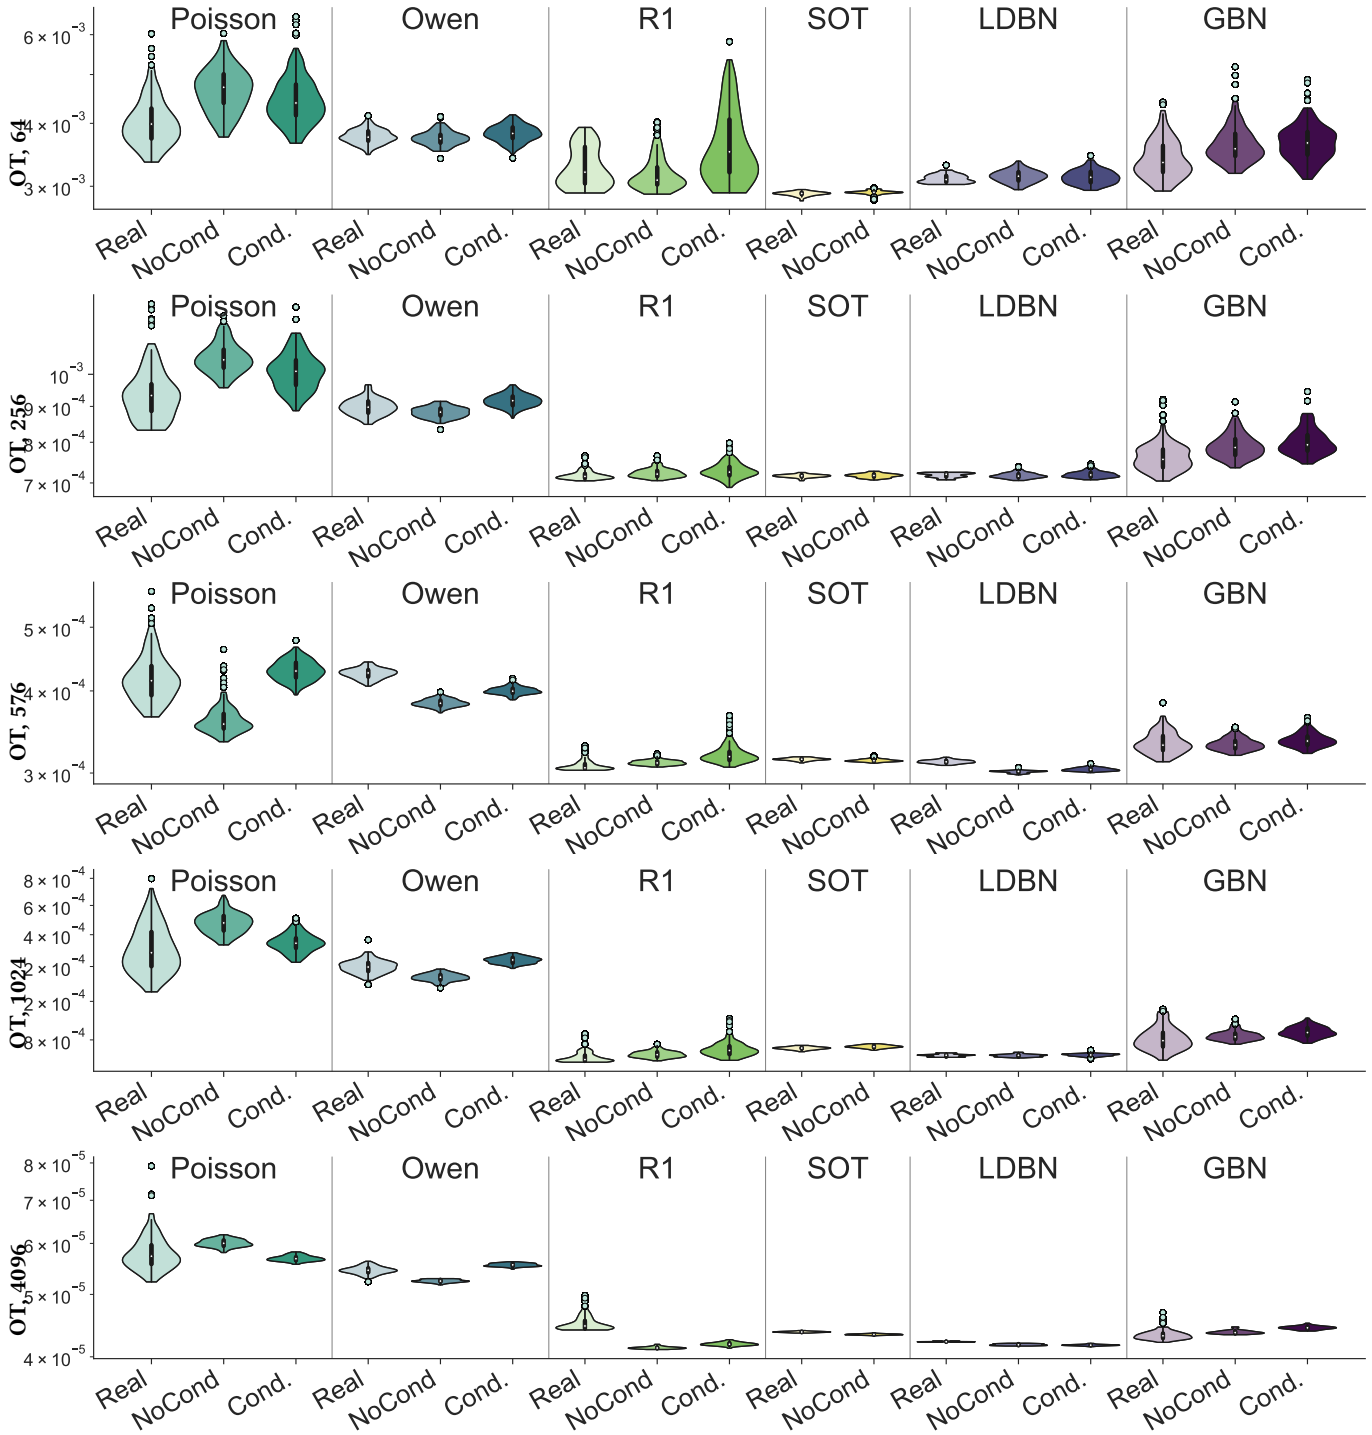 Poisson Owen R1 SOT LDBN GBN
6 × 10⁻³
4 × 10⁻³
3 × 10⁻³
OT, 64
Real NoCond Cond. Real NoCond Cond. Real NoCond Cond. Real NoCond Real NoCond Cond. Real NoCond Cond.
Poisson Owen R1 SOT LDBN GBN
10⁻³
9 × 10⁻⁴
8 × 10⁻⁴
7 × 10⁻⁴
OT, 256
Real NoCond Cond. Real NoCond Cond. Real NoCond Cond. Real NoCond Real NoCond Cond. Real NoCond Cond.
Poisson Owen R1 SOT LDBN GBN
5 × 10⁻⁴
4 × 10⁻⁴
3 × 10⁻⁴
OT, 576
Real NoCond Cond. Real NoCond Cond. Real NoCond Cond. Real NoCond Real NoCond Cond. Real NoCond Cond.
Poisson Owen R1 SOT LDBN GBN
8 × 10⁻⁴
6 × 10⁻⁴
4 × 10⁻⁴
2 × 10⁻⁴
2 × 10⁻⁴
8 × 10⁻⁴
OT, 1024
Real NoCond Cond. Real NoCond Cond. Real NoCond Cond. Real NoCond Real NoCond Cond. Real NoCond Cond.
Poisson Owen R1 SOT LDBN GBN
8 × 10⁻⁵
7 × 10⁻⁵
6 × 10⁻⁵
5 × 10⁻⁵
4 × 10⁻⁵
OT, 4096
Real NoCond Cond. Real NoCond Cond. Real NoCond Cond. Real NoCond Real NoCond Cond. Real NoCond Cond.